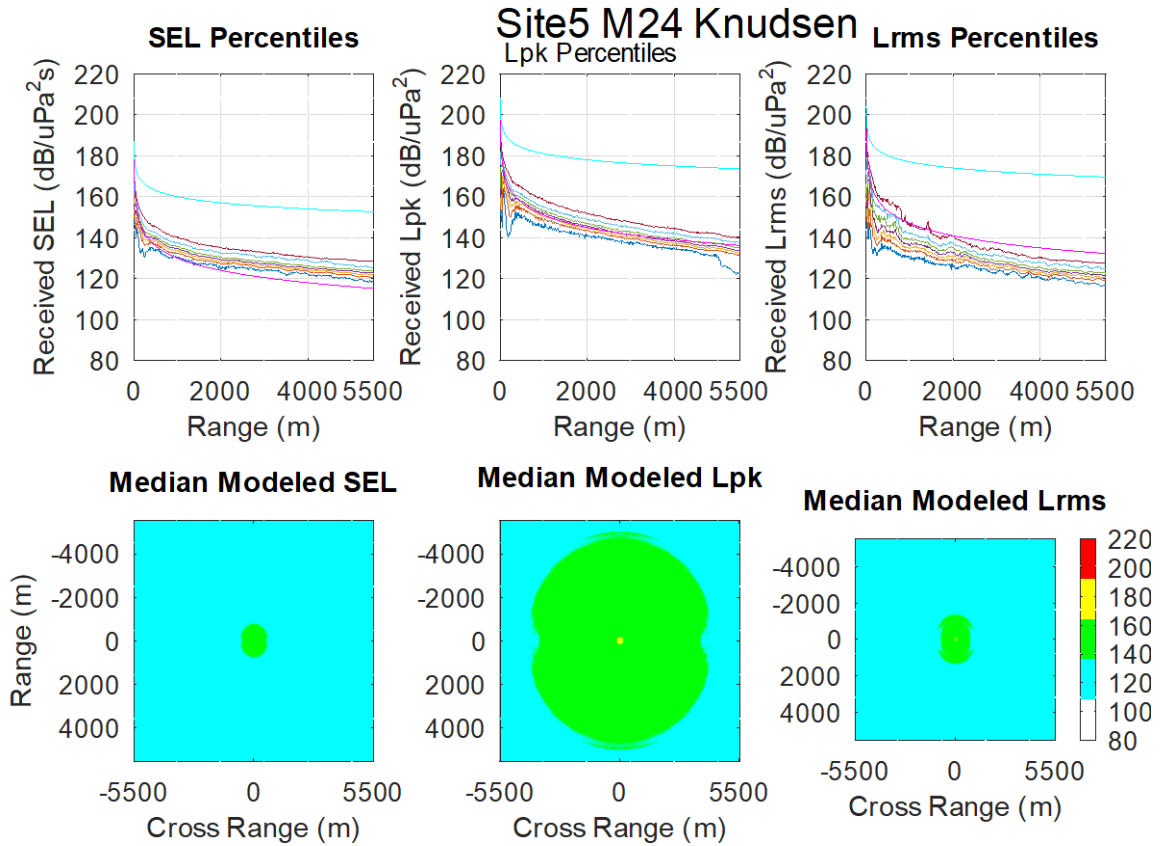 Site5 M24 Knudsen
SEL Percentiles
Lpk Percentiles
Lrms Percentiles
Received SEL (dB/uPa²s)
220
200
180
160
140
120
100
80
0 2000 4000 5500
Range (m)
Received Lpk (dB/uPa²)
220
200
180
160
140
120
100
80
0 2000 4000 5500
Range (m)
Received Lrms (dB/uPa²)
220
200
180
160
140
120
100
80
0 2000 4000 5500
Range (m)
Median Modeled SEL
Range (m)
-4000
-2000
0
2000
4000
-5500 0 5500
Cross Range (m)
Median Modeled Lpk
-4000
-2000
0
2000
4000
-5500 0 5500
Cross Range (m)
Median Modeled Lrms
-4000
-2000
0
2000
4000
-5500 0 5500
Cross Range (m)
220
200
180
160
140
120
100
80